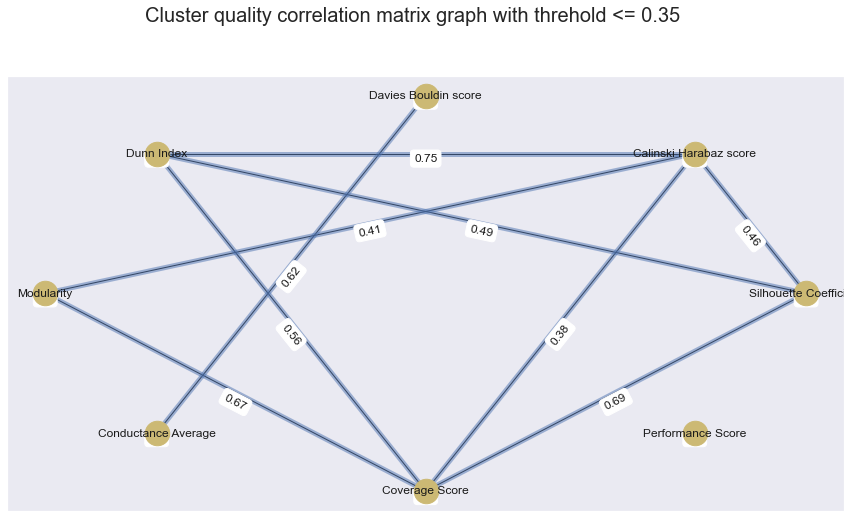 Cluster quality correlation matrix graph with threhold <= 0.35
Davies Bouldin score
Dunn Index
Calinski Harabaz score
0.75
0.41
0.49
0.46
0.62
Modularity
Silhouette Coeffici
0.56
0.38
0.67
0.69
Conductance Average
Performance Score
Coverage Score